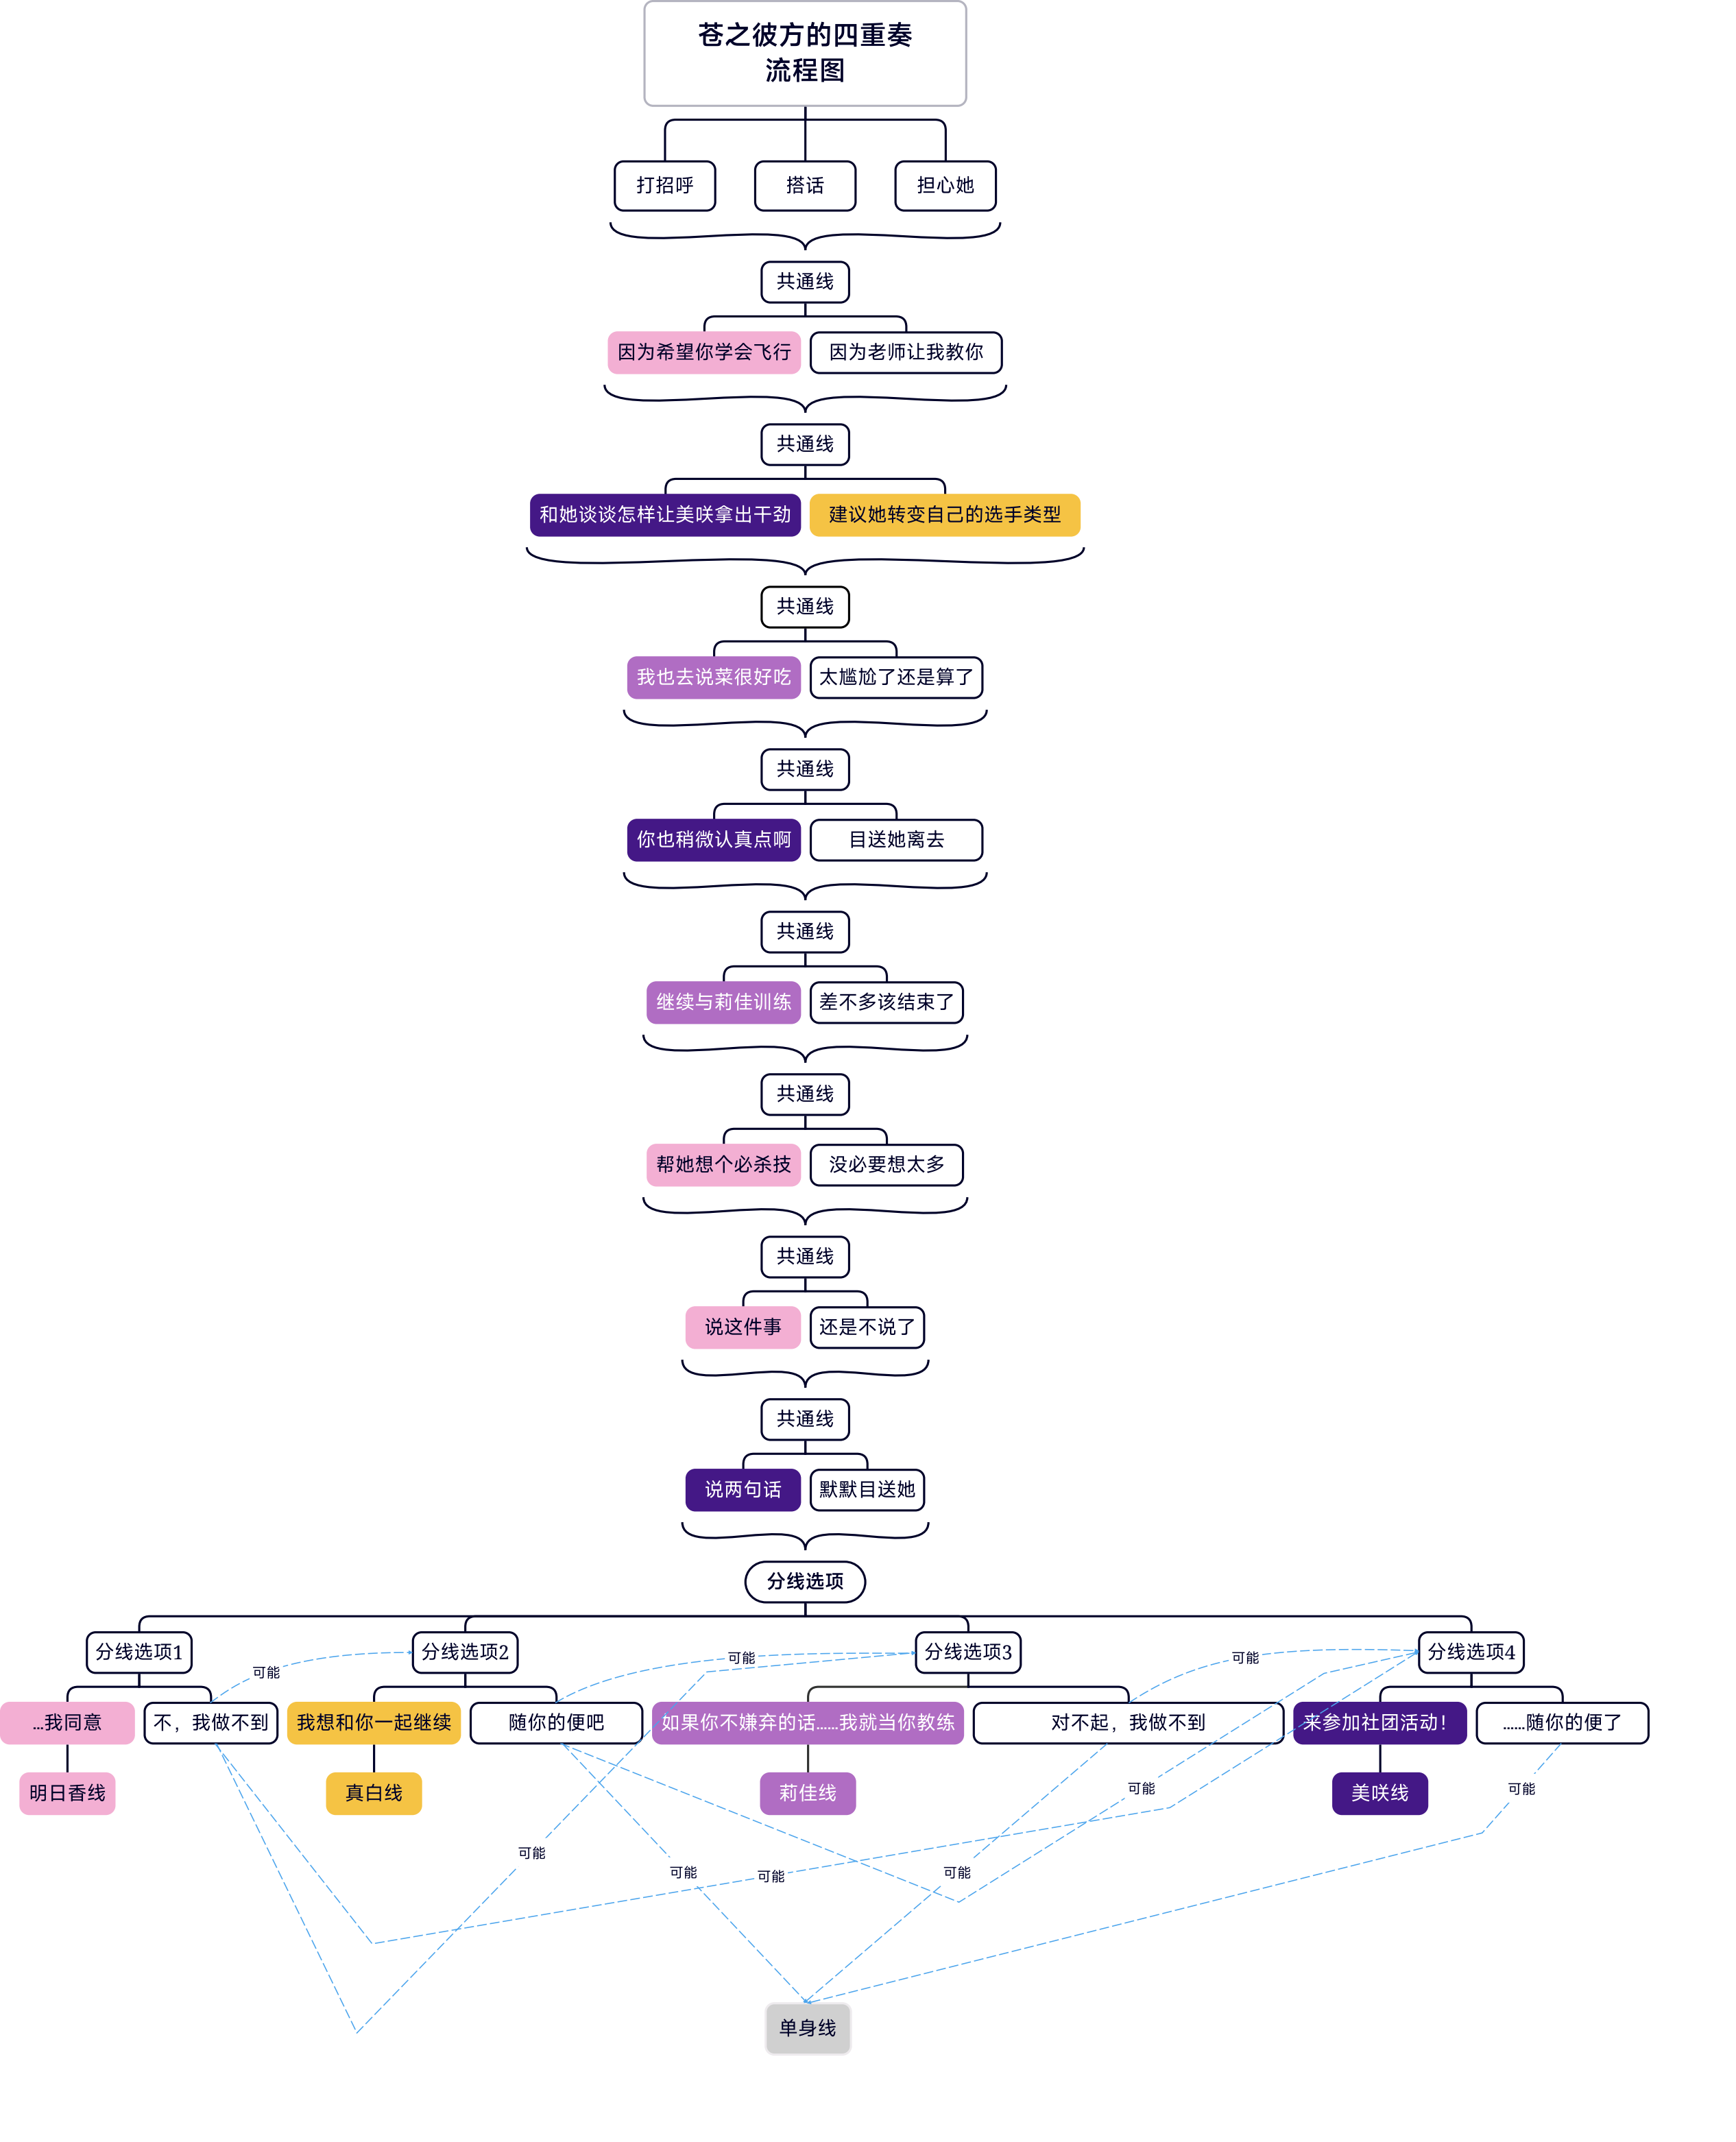 苍之彼方的四重奏
流程图
打招呼
搭话
担心她
共通线
因为希望你学会飞行
因为老师让我教你
共通线
和她谈谈怎样让美咲拿出干劲
建议她转变自己的选手类型
共通线
我也去说菜很好吃
太尴尬了还是算了
共通线
你也稍微认真点啊
目送她离去
共通线
继续与莉佳训练
差不多该结束了
共通线
帮她想个必杀技
没必要想太多
共通线
说这件事
还是不说了
共通线
说两句话
默默目送她
分线选项
分线选项1
分线选项2
分线选项3
分线选项4
可能
可能
可能
...我同意
不，我做不到
我想和你一起继续
随你的便吧
如果你不嫌弃的话......我就当你教练
对不起，我做不到
来参加社团活动！
......随你的便了
明日香线
真白线
莉佳线
美咲线
可能
可能
可能
可能
可能
可能
单身线